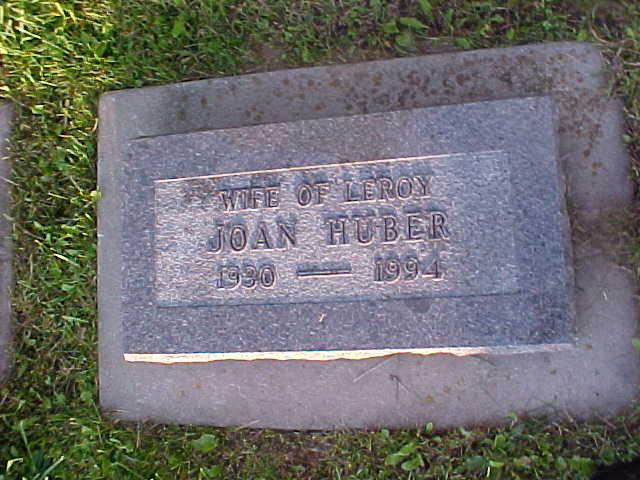 WIFE OF LEROY
JOAN HUBER
1930 — 1994